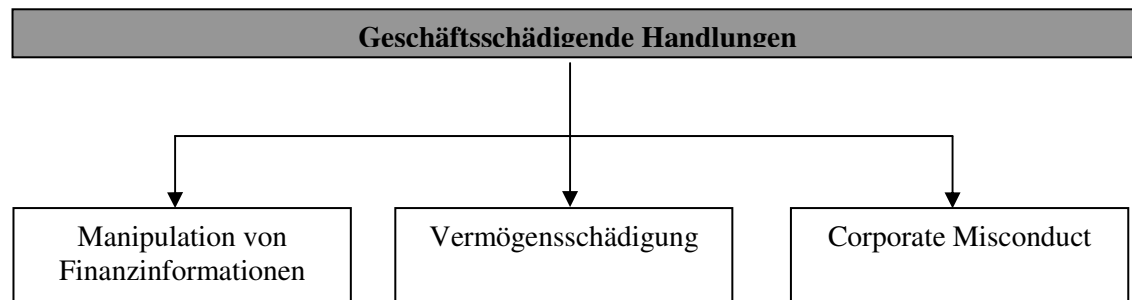 Geschäftsschädigende Handlungen
Manipulation von
Finanzinformationen
Vermögensschädigung
Corporate Misconduct